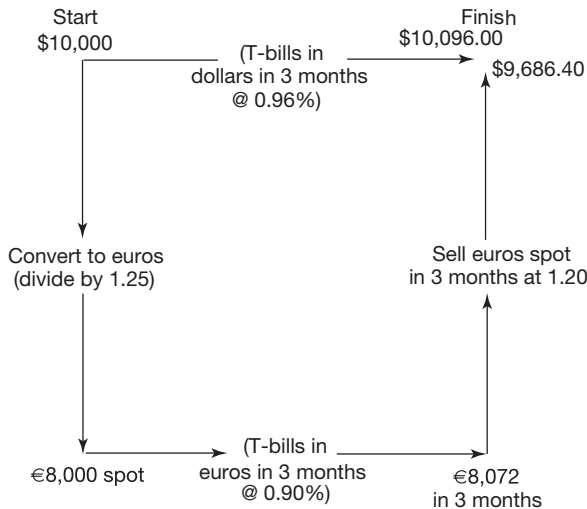 Start
$10,000
(T-bills in
dollars in 3 months
@ 0.96%)
Finish
$10,096.00
$9,686.40
Convert to euros
(divide by 1.25)
Sell euros spot
in 3 months at 1.20
€8,000 spot
(T-bills in
euros in 3 months
@ 0.90%)
€8,072
in 3 months